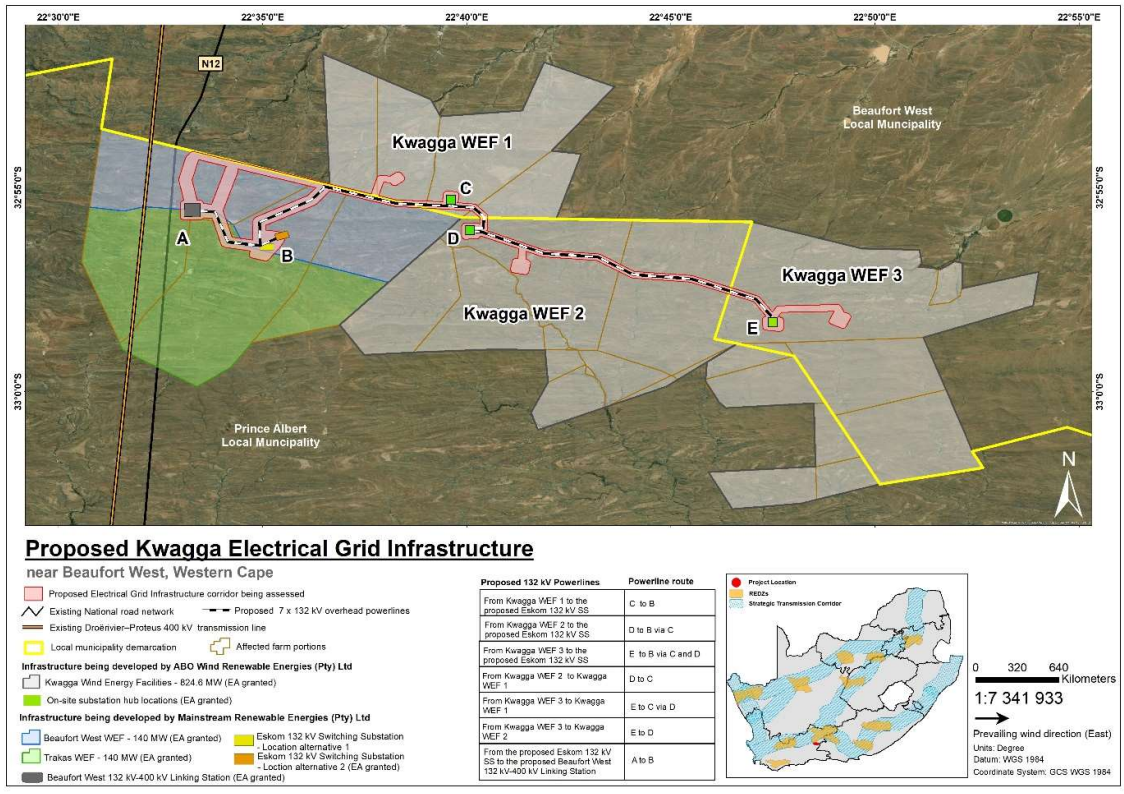 22°30'0"E 22°35'0"E 22°40'0"E 22°45'0"E 22°50'0"E 22°55'0"E
N12
Beaufort West
Local Muncipality
Kwagga WEF 1
32°55'0"S
32°55'0"S
C
A
D
B
Kwagga WEF 3
Kwagga WEF 2
E
33°0'0"S
33°0'0"S
Prince Albert
Local Muncipality
N
Proposed Kwagga Electrical Grid Infrastructure
near Beaufort West, Western Cape
Proposed Electrical Grid Infrastructure corridor being assessed
Existing National road network
Proposed 7 x 132 kV overhead powerlines
Existing Droërivier–Proteus 400 kV transmission line
Local municipality demarcation
Affected farm portions
Infrastructure being developed by ABO Wind Renewable Energies (Pty) Ltd
Kwagga Wind Energy Facilities - 824.6 MW (EA granted)
On-site substation hub locations (EA granted)
Infrastructure being developed by Mainstream Renewable Energies (Pty) Ltd
Beaufort West WEF - 140 MW (EA granted)
Trakas WEF - 140 MW (EA granted)
Beaufort West 132 kV-400 kV Linking Station (EA granted)
Eskom 132 kV Switching Substation
- Location alternative 1
Eskom 132 kV Switching Substation
- Loction alternative 2 (EA granted)
Proposed 132 kV Powerlines Powerline route
From Kwagga WEF 1 to the
proposed Eskom 132 kV SS
C to B
From Kwagga WEF 2 to the
proposed Eskom 132 kV SS
D to B via C
From Kwagga WEF 3 to the
proposed Eskom 132 kV SS
E to B via C and D
From Kwagga WEF 2 to Kwagga
WEF 1
D to C
From Kwagga WEF 3 to Kwagga
WEF 1
E to C via D
From Kwagga WEF 3 to Kwagga
WEF 2
E to D
From the proposed Eskom 132 kV
SS to the proposed Beaufort West
132 kV-400 kV Linking Station
A to B
Project Location
REDZs
Strategic Transmission Corridor
0 320 640
Kilometers
1:7 341 933
Prevailing wind direction (East)
Units: Degree
Datum: WGS 1984
Coordinate System: GCS WGS 1984